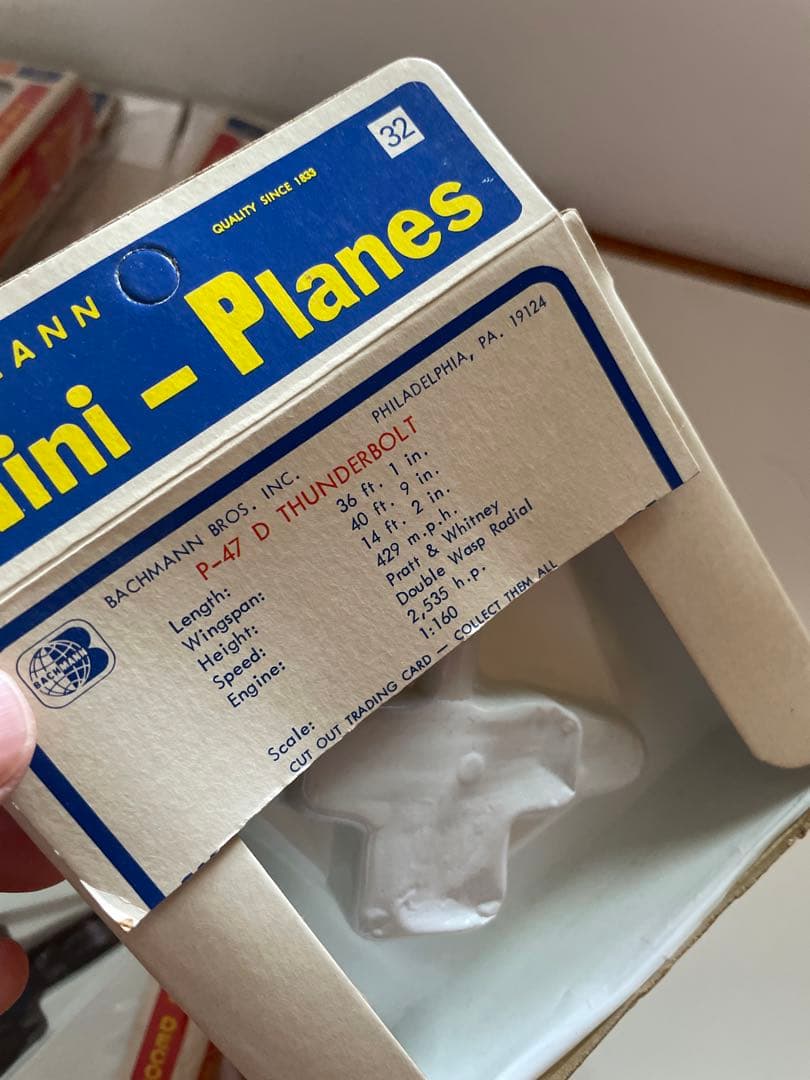 32
QUALITY SINCE 1833
ANN
ini - Planes
BACHMANN BROS. INC. PHILADELPHIA, PA. 19124
P-47 D THUNDERBOLT
Length: 36 ft. 1 in.
Wingspan: 40 ft. 9 in.
Height: 14 ft. 2 in.
Speed: 429 m.p.h.
Engine: Pratt & Whitney
Double Wasp Radial
2,535 h.p.
Scale: 1:160
CUT OUT TRADING CARD — COLLECT THEM ALL
BACHMANN